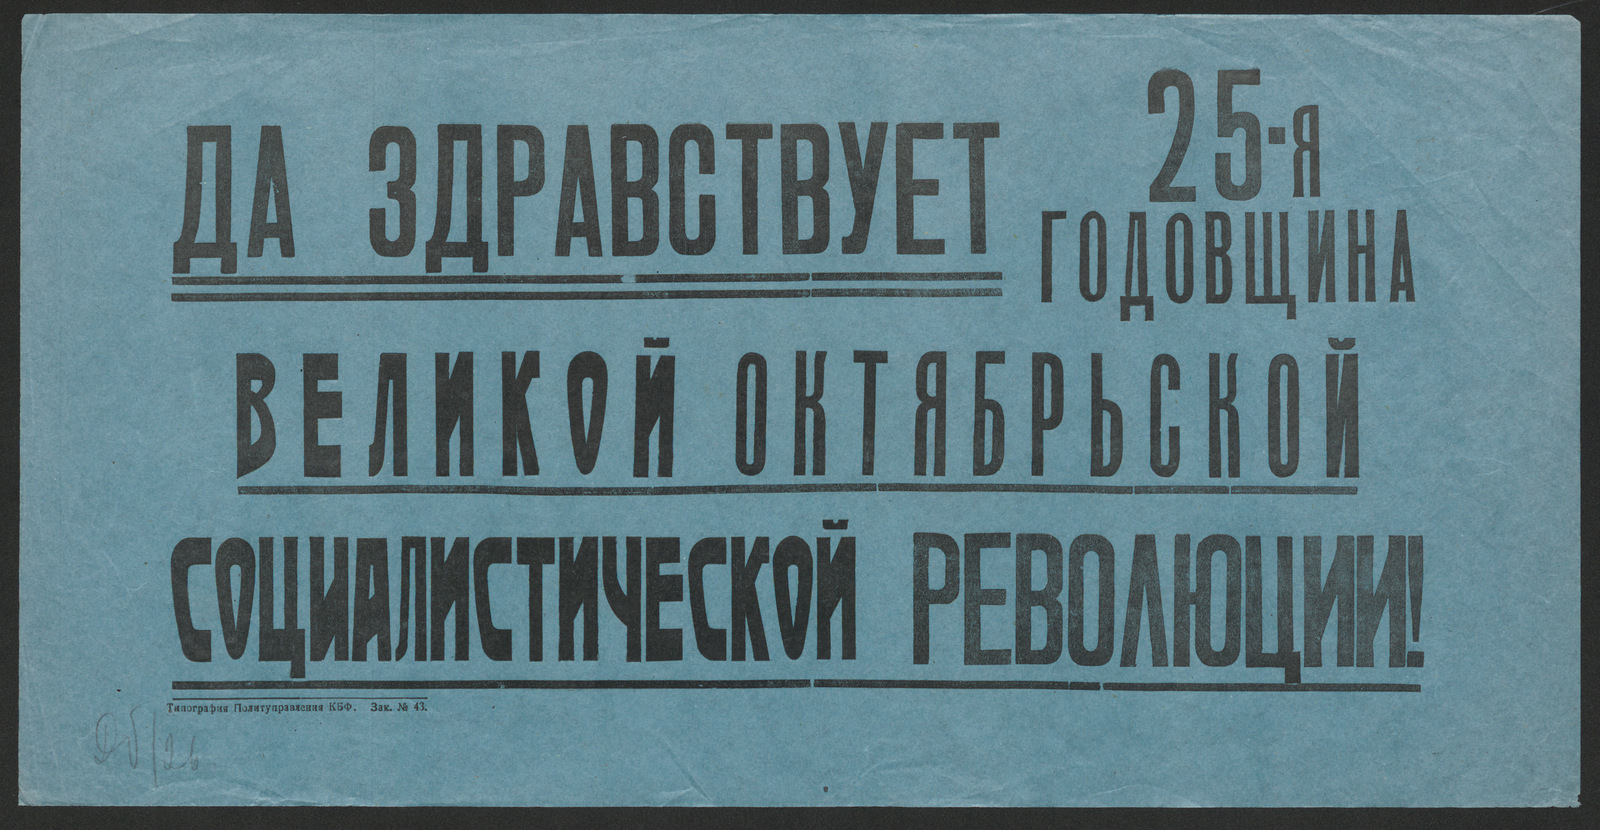 ДА ЗДРАВСТВУЕТ 25-я
ГОДОВЩИНА
ВЕЛИКОЙ ОКТЯБРЬСКОЙ
СОЦИАЛИСТИЧЕСКОЙ РЕВОЛЮЦИИ!
Типография Политуправления КБФ. Зак. № 43.